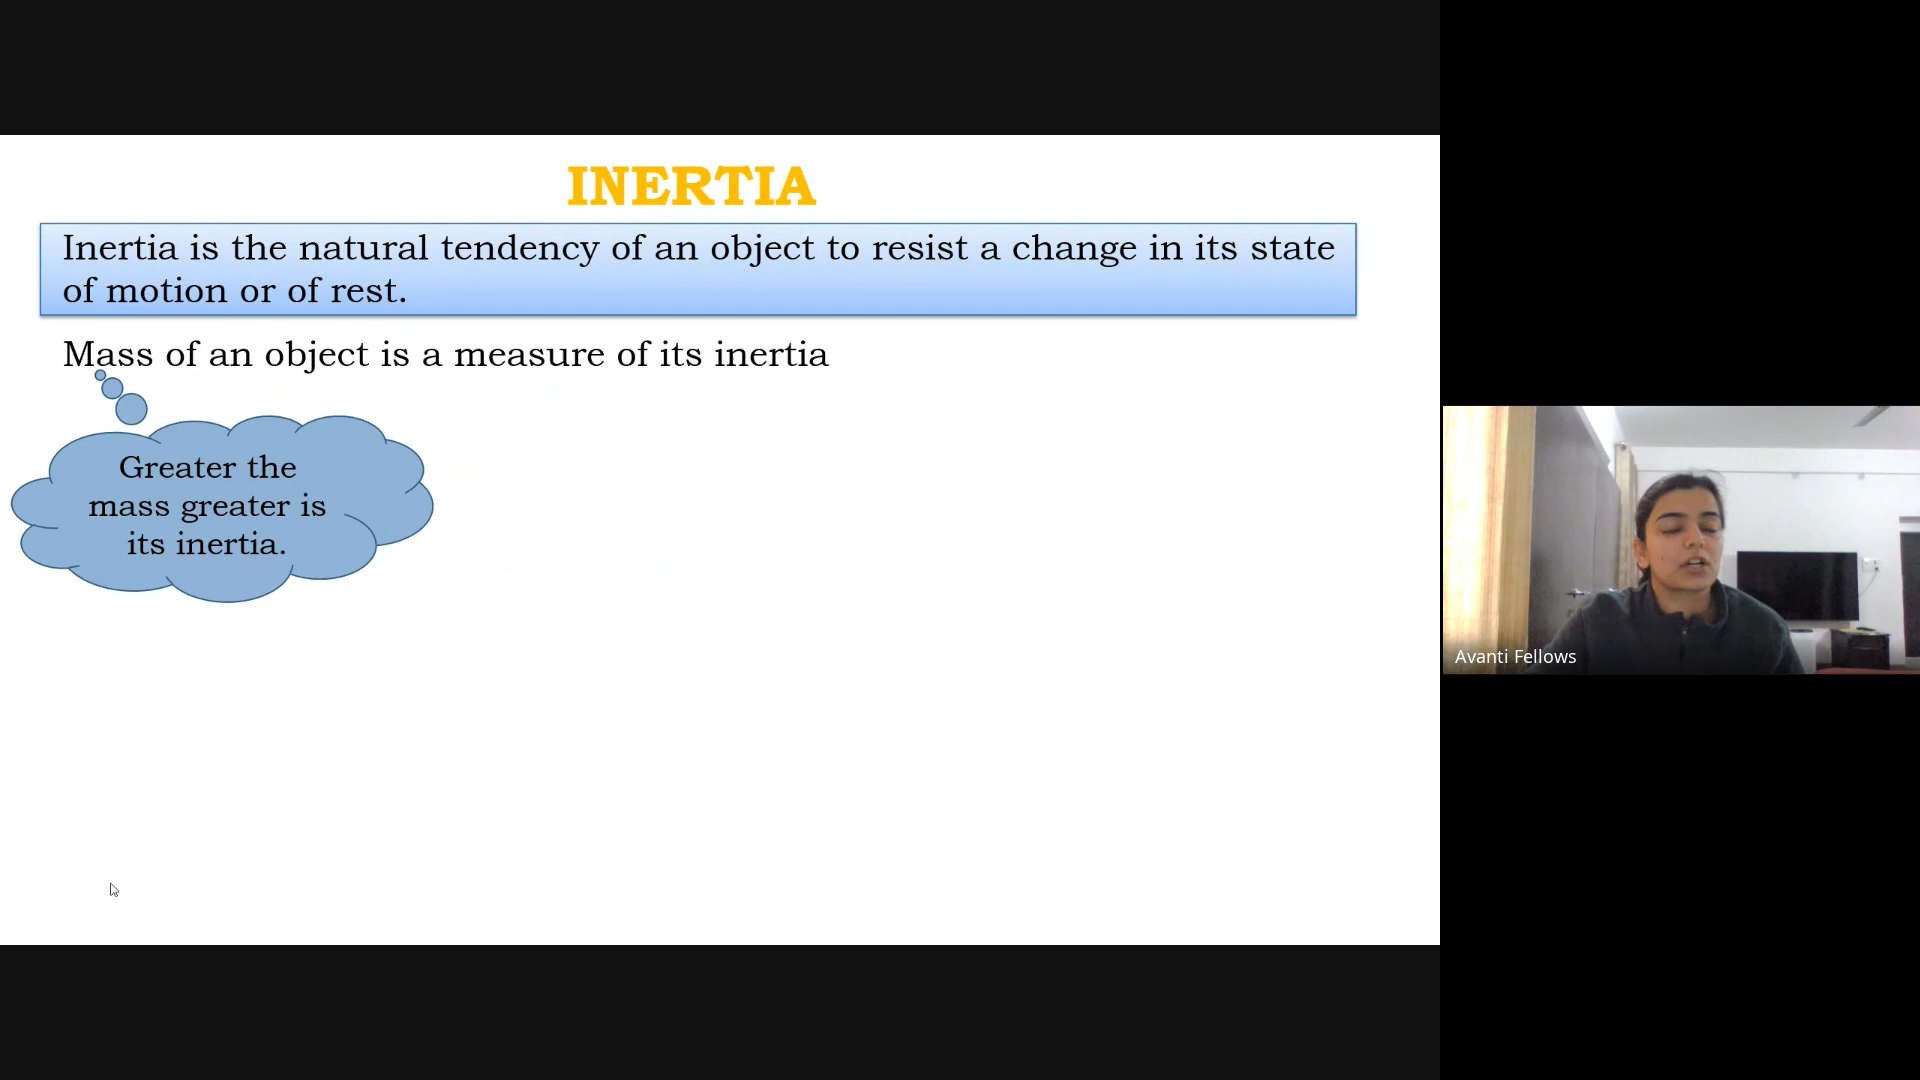 INERTIA
Inertia is the natural tendency of an object to resist a change in its state
of motion or of rest.
Mass of an object is a measure of its inertia
Greater the
mass greater is
its inertia.
Avanti Fellows